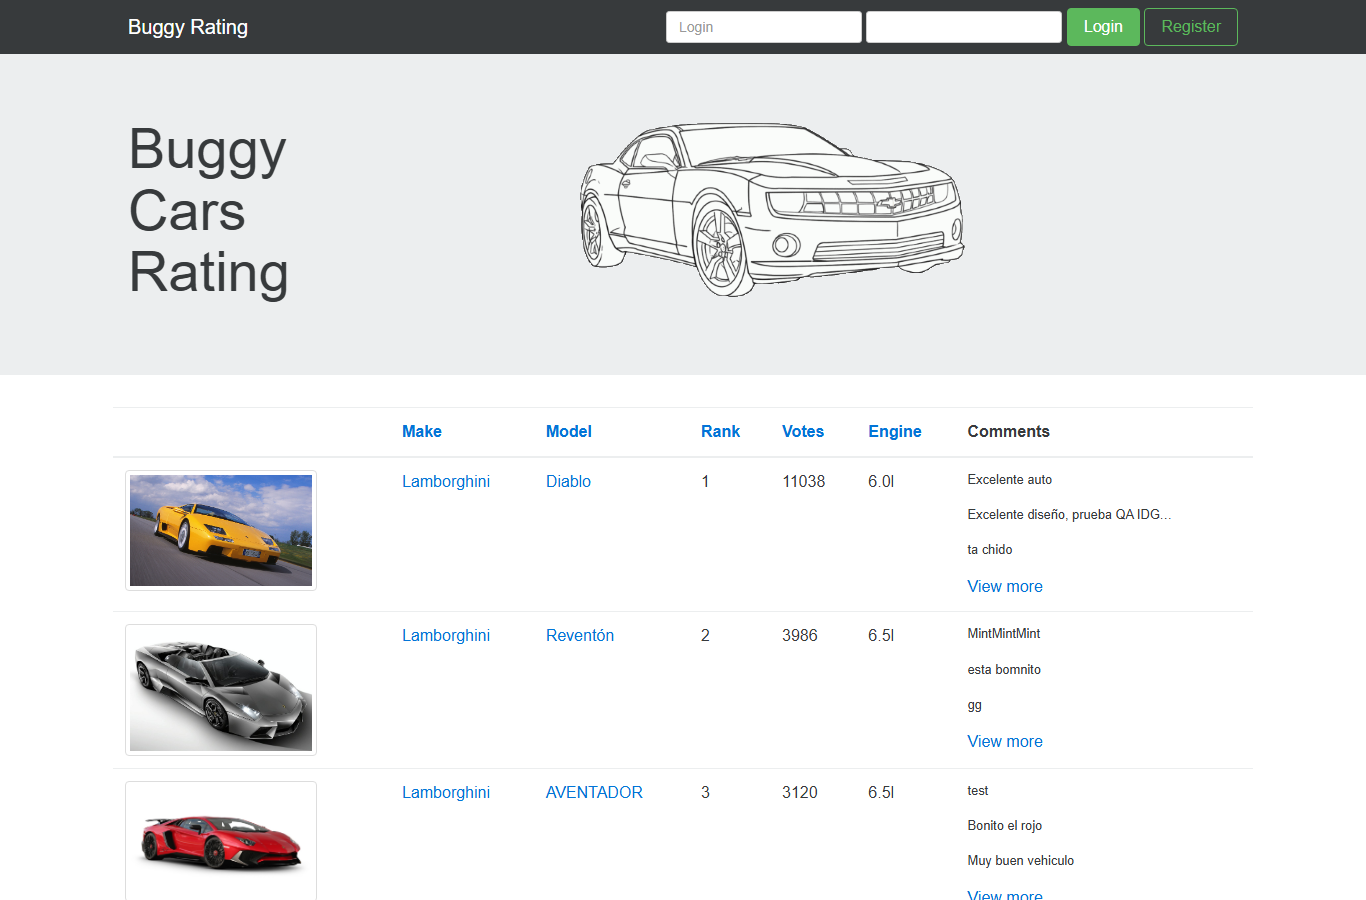 Buggy Rating
Login
Login
Register
Buggy
Cars
Rating
Make Model Rank Votes Engine Comments
Lamborghini Diablo 1 11038 6.0l
Excelente auto
Excelente diseño, prueba QA IDG...
ta chido
View more
Lamborghini Reventón 2 3986 6.5l
MintMintMint
esta bomnito
gg
View more
Lamborghini AVENTADOR 3 3120 6.5l
test
Bonito el rojo
Muy buen vehiculo
View more